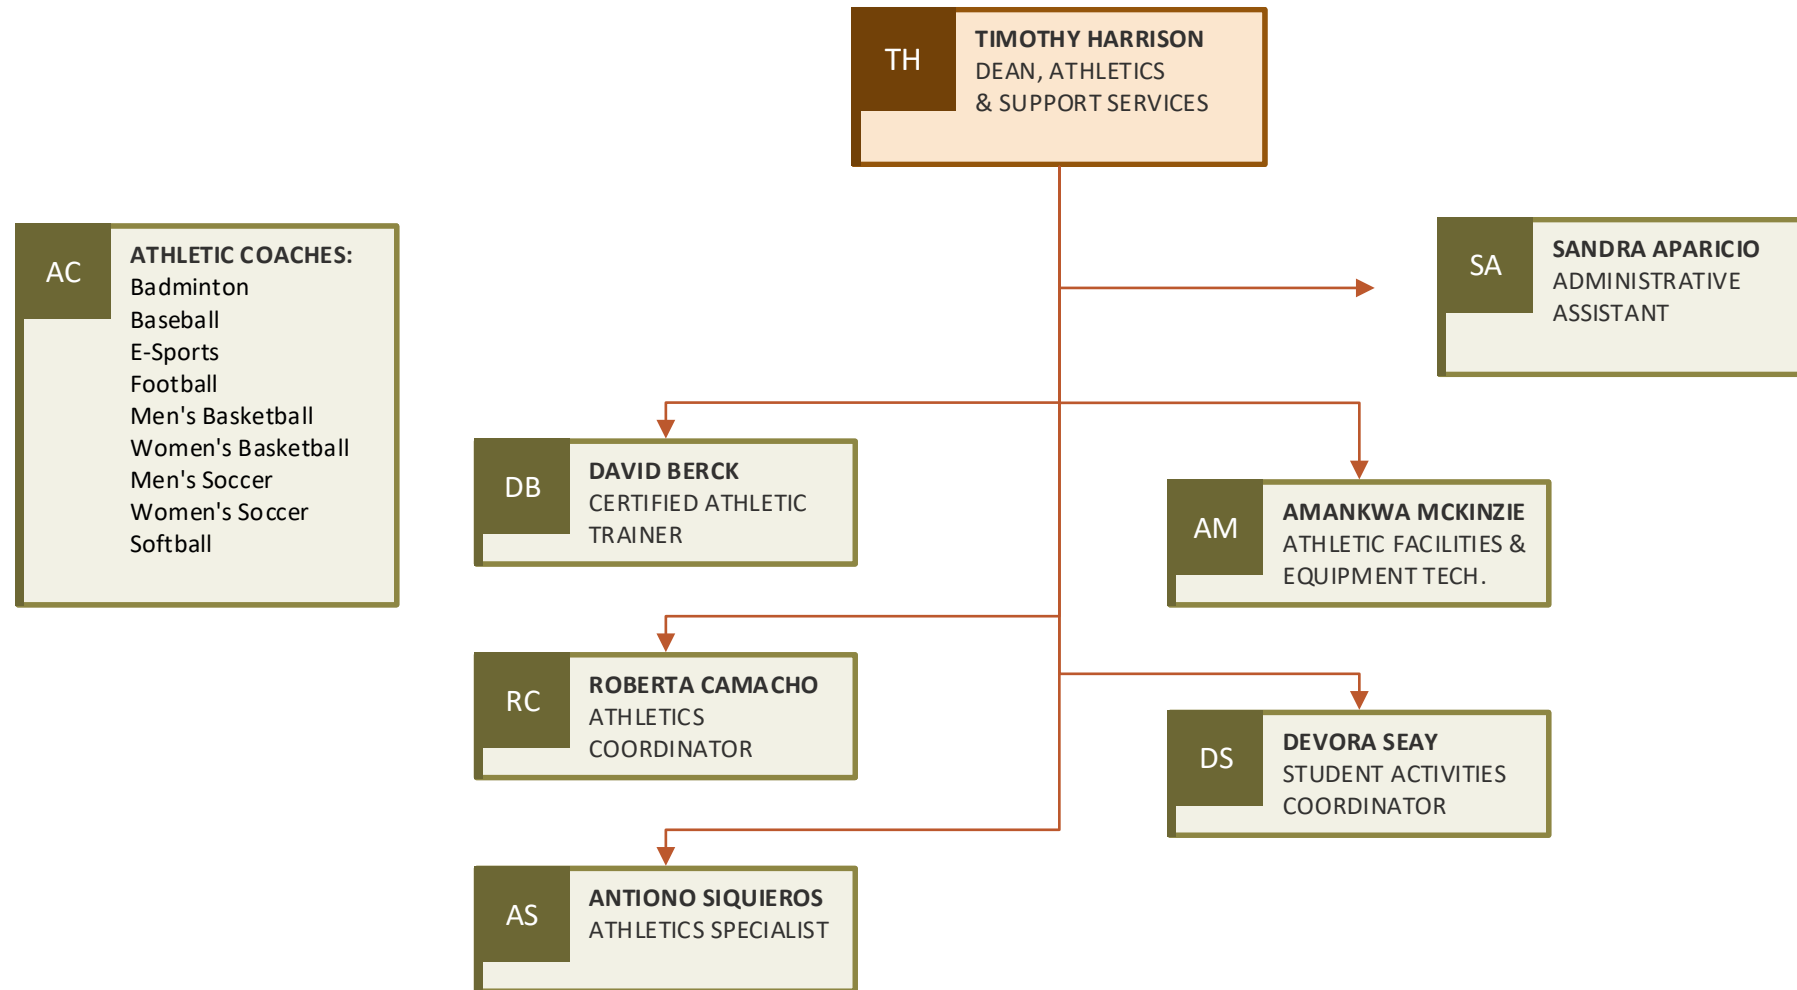 TH
TIMOTHY HARRISON
DEAN, ATHLETICS
& SUPPORT SERVICES
AC
ATHLETIC COACHES:
Badminton
Baseball
E-Sports
Football
Men's Basketball
Women's Basketball
Men's Soccer
Women's Soccer
Softball
SA
SANDRA APARICIO
ADMINISTRATIVE
ASSISTANT
DB
DAVID BERCK
CERTIFIED ATHLETIC
TRAINER
AM
AMANKWA MCKINZIE
ATHLETIC FACILITIES &
EQUIPMENT TECH.
RC
ROBERTA CAMACHO
ATHLETICS
COORDINATOR
DS
DEVORA SEAY
STUDENT ACTIVITIES
COORDINATOR
AS
ANTIONO SIQUIEROS
ATHLETICS SPECIALIST